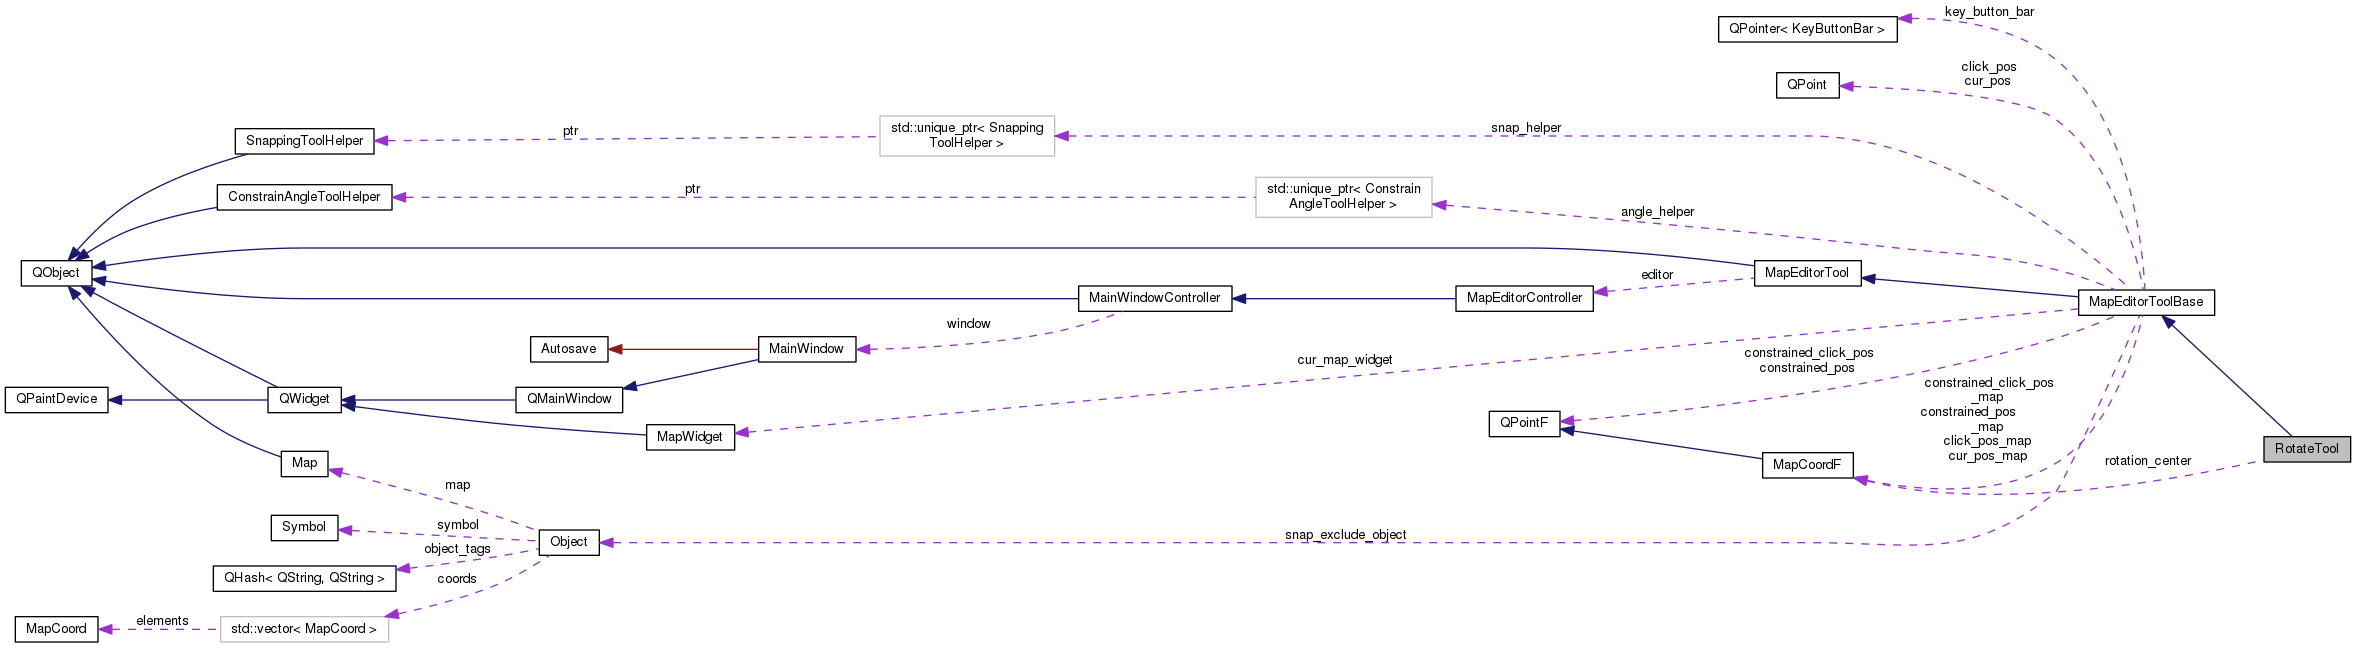 key_button_bar
QPointer< KeyButtonBar >
click_pos
cur_pos
QPoint
SnappingToolHelper
ptr
std::unique_ptr< Snapping
ToolHelper >
snap_helper
ConstrainAngleToolHelper
ptr
std::unique_ptr< Constrain
AngleToolHelper >
angle_helper
QObject
editor
MapEditorTool
MainWindowController
MapEditorController
MapEditorToolBase
window
Autosave
MainWindow
cur_map_widget
constrained_click_pos
constrained_pos
QPaintDevice
QWidget
QMainWindow
constrained_click_pos
_map
constrained_pos
_map
click_pos_map
cur_pos_map
QPointF
MapWidget
RotateTool
Map
MapCoordF
rotation_center
map
Symbol
symbol
Object
snap_exclude_object
object_tags
QHash< QString, QString >
coords
MapCoord
elements
std::vector< MapCoord >